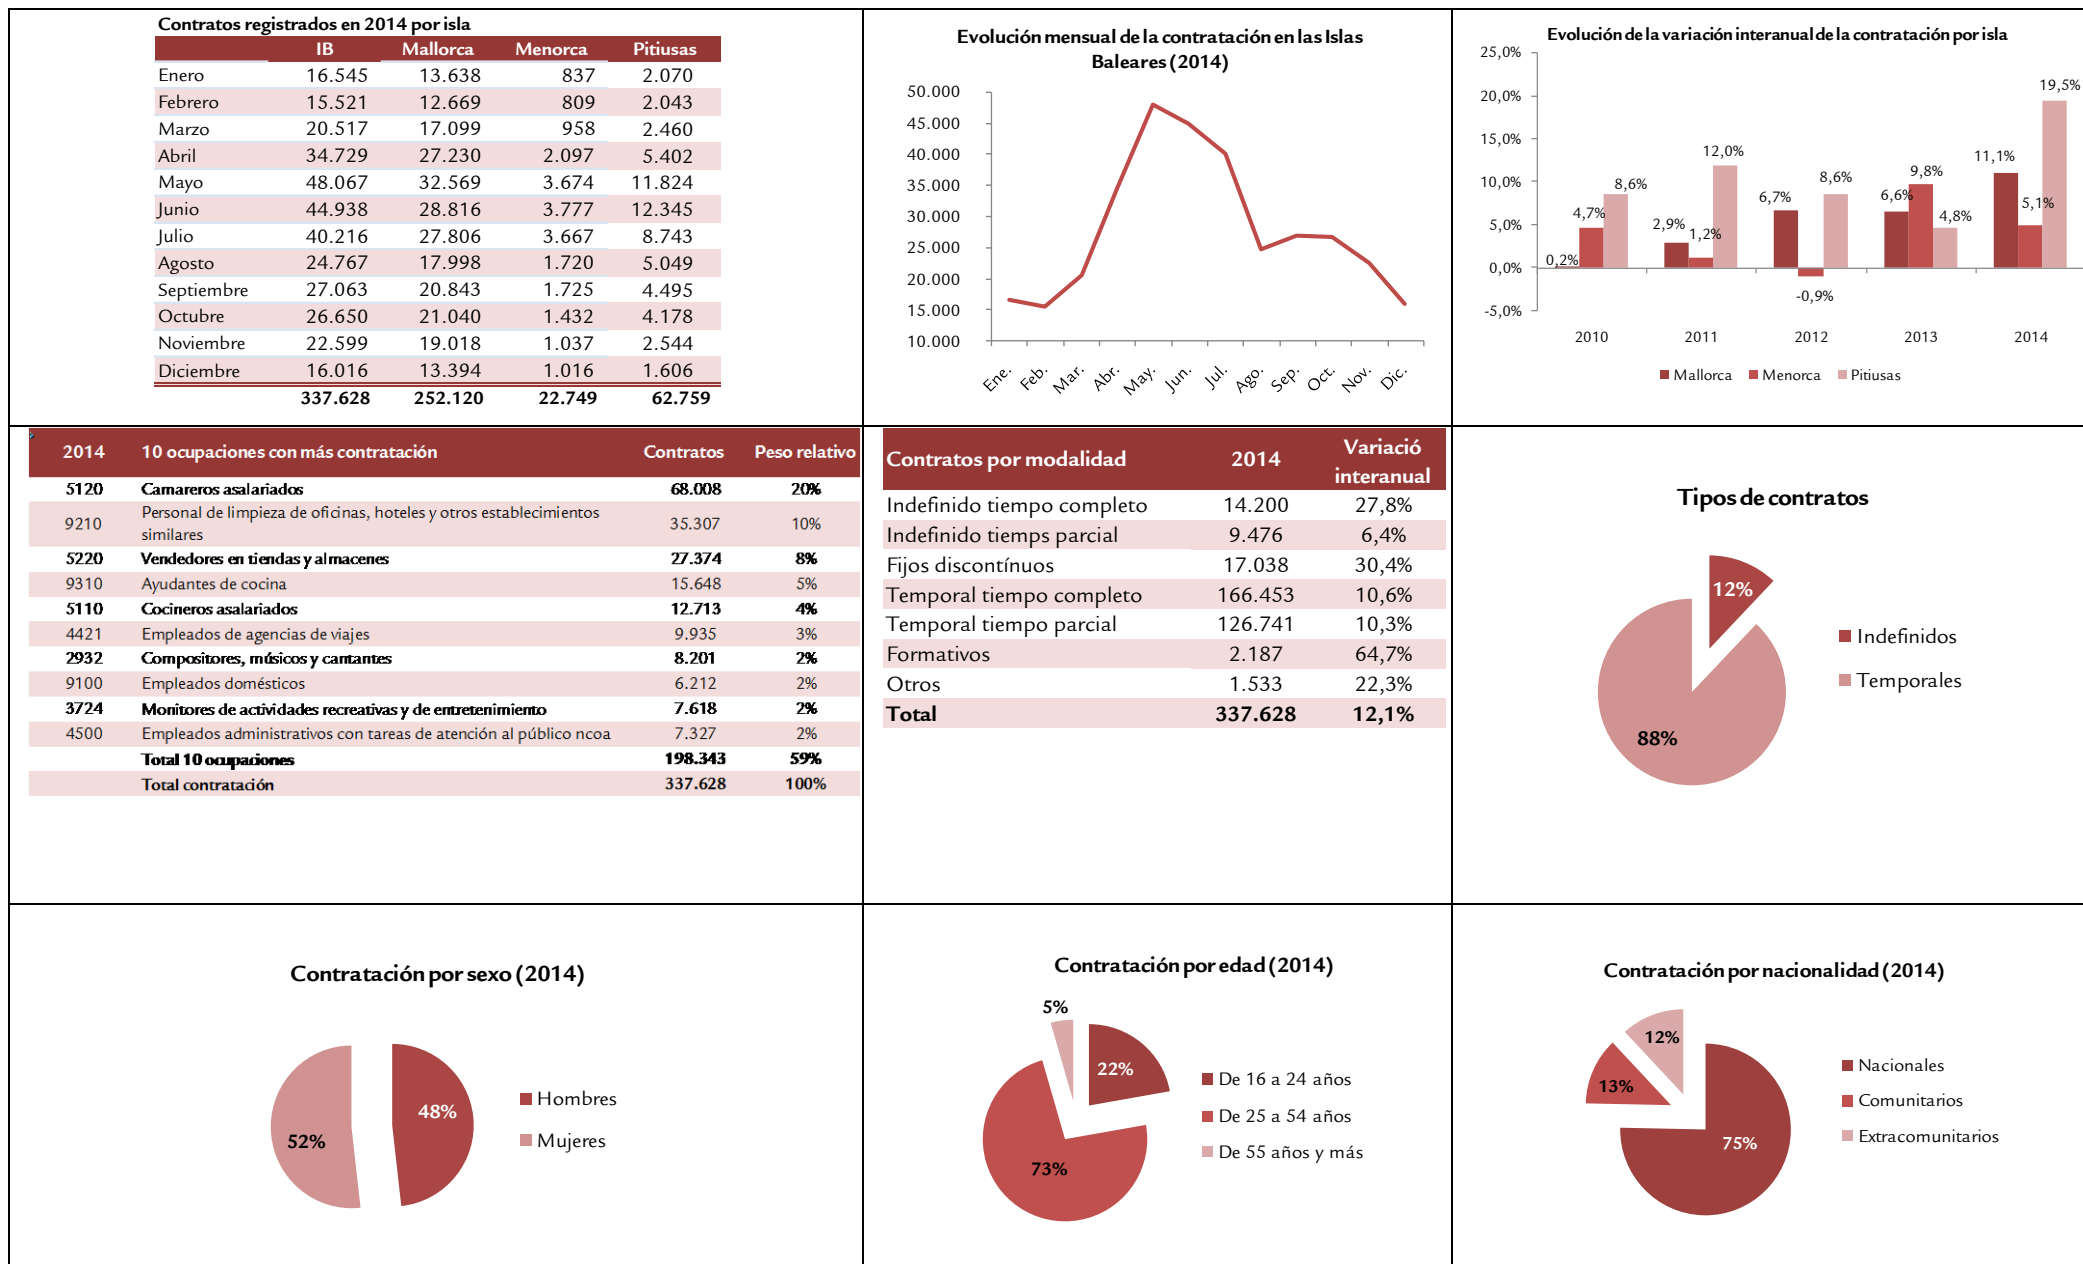 Contratos registrados en 2014 por isla
IB Mallorca Menorca Pitiusas
Enero 16.545 13.638 837 2.070
Febrero 15.521 12.669 809 2.043
Marzo 20.517 17.099 958 2.460
Abril 34.729 27.230 2.097 5.402
Mayo 48.067 32.569 3.674 11.824
Junio 44.938 28.816 3.777 12.345
Julio 40.216 27.806 3.667 8.743
Agosto 24.767 17.998 1.720 5.049
Septiembre 27.063 20.843 1.725 4.495
Octubre 26.650 21.040 1.432 4.178
Noviembre 22.599 19.018 1.037 2.544
Diciembre 16.016 13.394 1.016 1.606
337.628 252.120 22.749 62.759
Evolución mensual de la contratación en las Islas
Baleares (2014)
50.000
45.000
40.000
35.000
30.000
25.000
20.000
15.000
10.000
Ene. Feb. Mar. Abr. May. Jun. Jul. Ago. Sep. Oct. Nov. Dic.
Evolución de la variación interanual de la contratación por isla
25,0%
20,0%
15,0%
10,0%
5,0%
0,0%
-5,0%
0,2% 4,7% 8,6%
2,9% 1,2% 12,0%
6,7% -0,9% 8,6%
6,6% 9,8% 4,8%
11,1% 5,1% 19,5%
2010 2011 2012 2013 2014
Mallorca Menorca Pitiusas
2014 10 ocupaciones con más contratación Contratos Peso relativo
5120 Camareros asalariados 68.008 20%
9210 Personal de limpieza de oficinas, hoteles y otros establecimientos
similares 35.307 10%
5220 Vendedores en tiendas y almacenes 27.374 8%
9310 Ayudantes de cocina 15.648 5%
5110 Cocineros asalariados 12.713 4%
4421 Empleados de agencias de viajes 9.935 3%
2932 Compositores, músicos y cantantes 8.201 2%
9100 Empleados domésticos 6.212 2%
3724 Monitores de actividades recreativas y de entretenimiento 7.618 2%
4500 Empleados administrativos con tareas de atención al público ncoa 7.327 2%
Total 10 ocupaciones 198.343 59%
Total contratación 337.628 100%
Contratos por modalidad 2014 Variació
interanual
Indefinido tiempo completo 14.200 27,8%
Indefinido tiemps parcial 9.476 6,4%
Fijos discontínuos 17.038 30,4%
Temporal tiempo completo 166.453 10,6%
Temporal tiempo parcial 126.741 10,3%
Formativos 2.187 64,7%
Otros 1.533 22,3%
Total 337.628 12,1%
Tipos de contratos
12%
88%
Indefinidos
Temporales
Contratación por sexo (2014)
48%
52%
Hombres
Mujeres
Contratación por edad (2014)
5%
22%
73%
De 16 a 24 años
De 25 a 54 años
De 55 años y más
Contratación por nacionalidad (2014)
12%
13%
75%
Nacionales
Comunitarios
Extracomunitarios